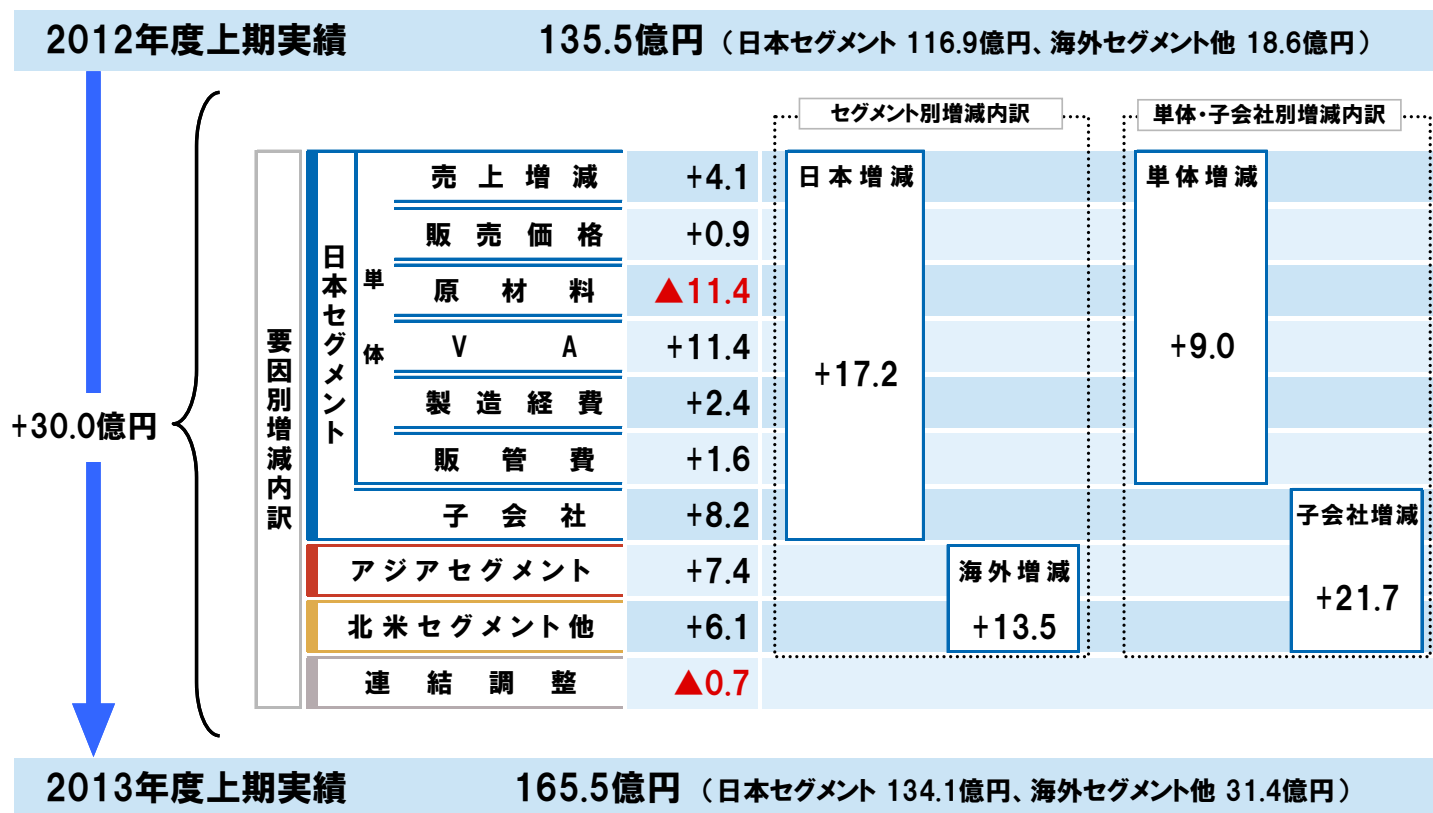 2012年度上期実績 135.5億円 (日本セグメント 116.9億円、海外セグメント他 18.6億円)
セグメント別増減内訳
単体・子会社別増減内訳
+30.0億円
要因別増減内訳
日本セグメント
単体
売上増減 +4.1
販売価格 +0.9
原材料 ▲11.4
VA +11.4
製造経費 +2.4
販管費 +1.6
子会社 +8.2
アジアセグメント +7.4
北米セグメント他 +6.1
連結調整 ▲0.7
日本増減
+17.2
海外増減
+13.5
単体増減
+9.0
子会社増減
+21.7
2013年度上期実績 165.5億円 (日本セグメント 134.1億円、海外セグメント他 31.4億円)